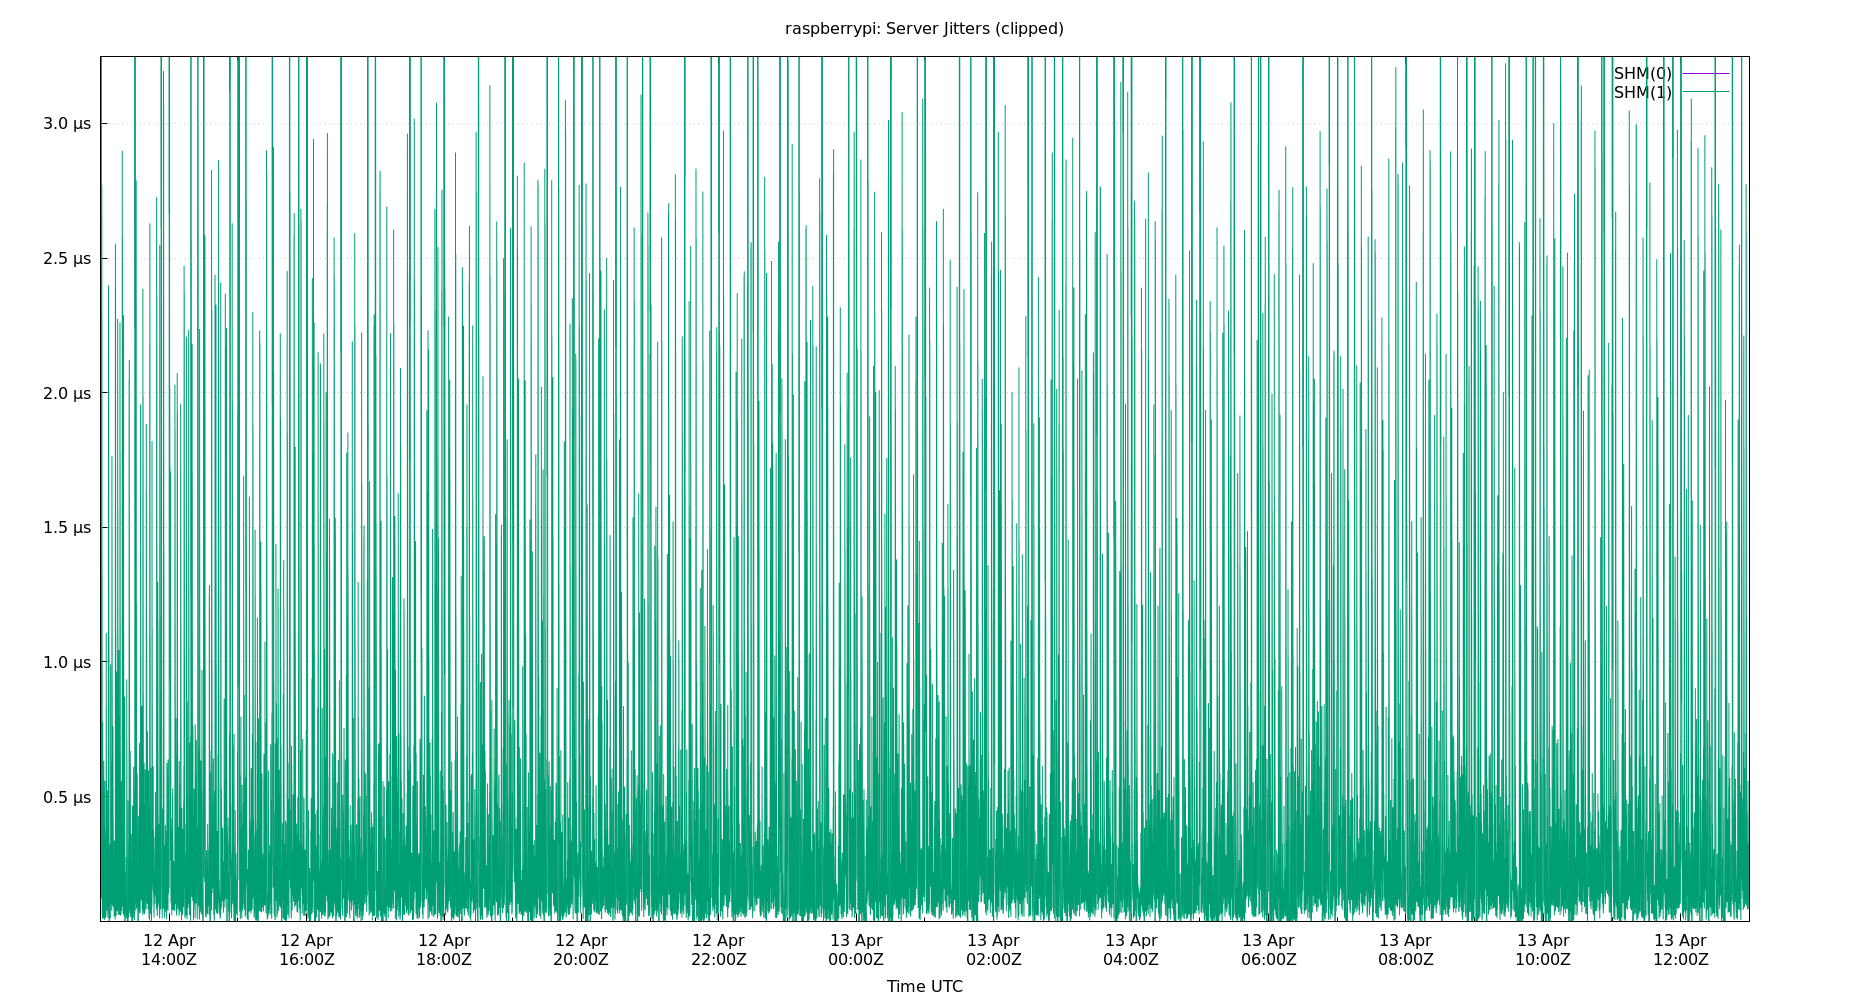 raspberrypi: Server Jitters (clipped)
SHM(0)
SHM(1)
3.0 µs
2.5 µs
2.0 µs
1.5 µs
1.0 µs
0.5 µs
12 Apr 12 Apr 12 Apr 12 Apr 12 Apr 13 Apr 13 Apr 13 Apr 13 Apr 13 Apr 13 Apr 13 Apr
14:00Z 16:00Z 18:00Z 20:00Z 22:00Z 00:00Z 02:00Z 04:00Z 06:00Z 08:00Z 10:00Z 12:00Z
Time UTC